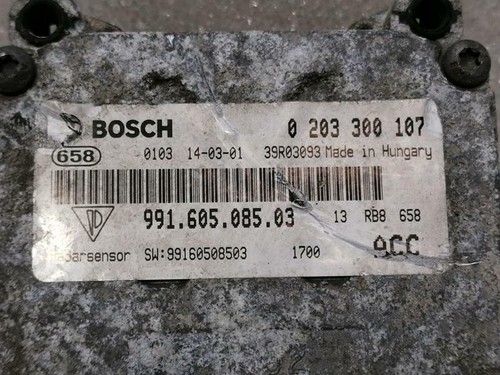 BOSCH 0 203 300 107
658 0103 14-03-01 39R03093 Made in Hungary
991.605.085.03 13 RB8 658
SW:99160508503 1700 9CC